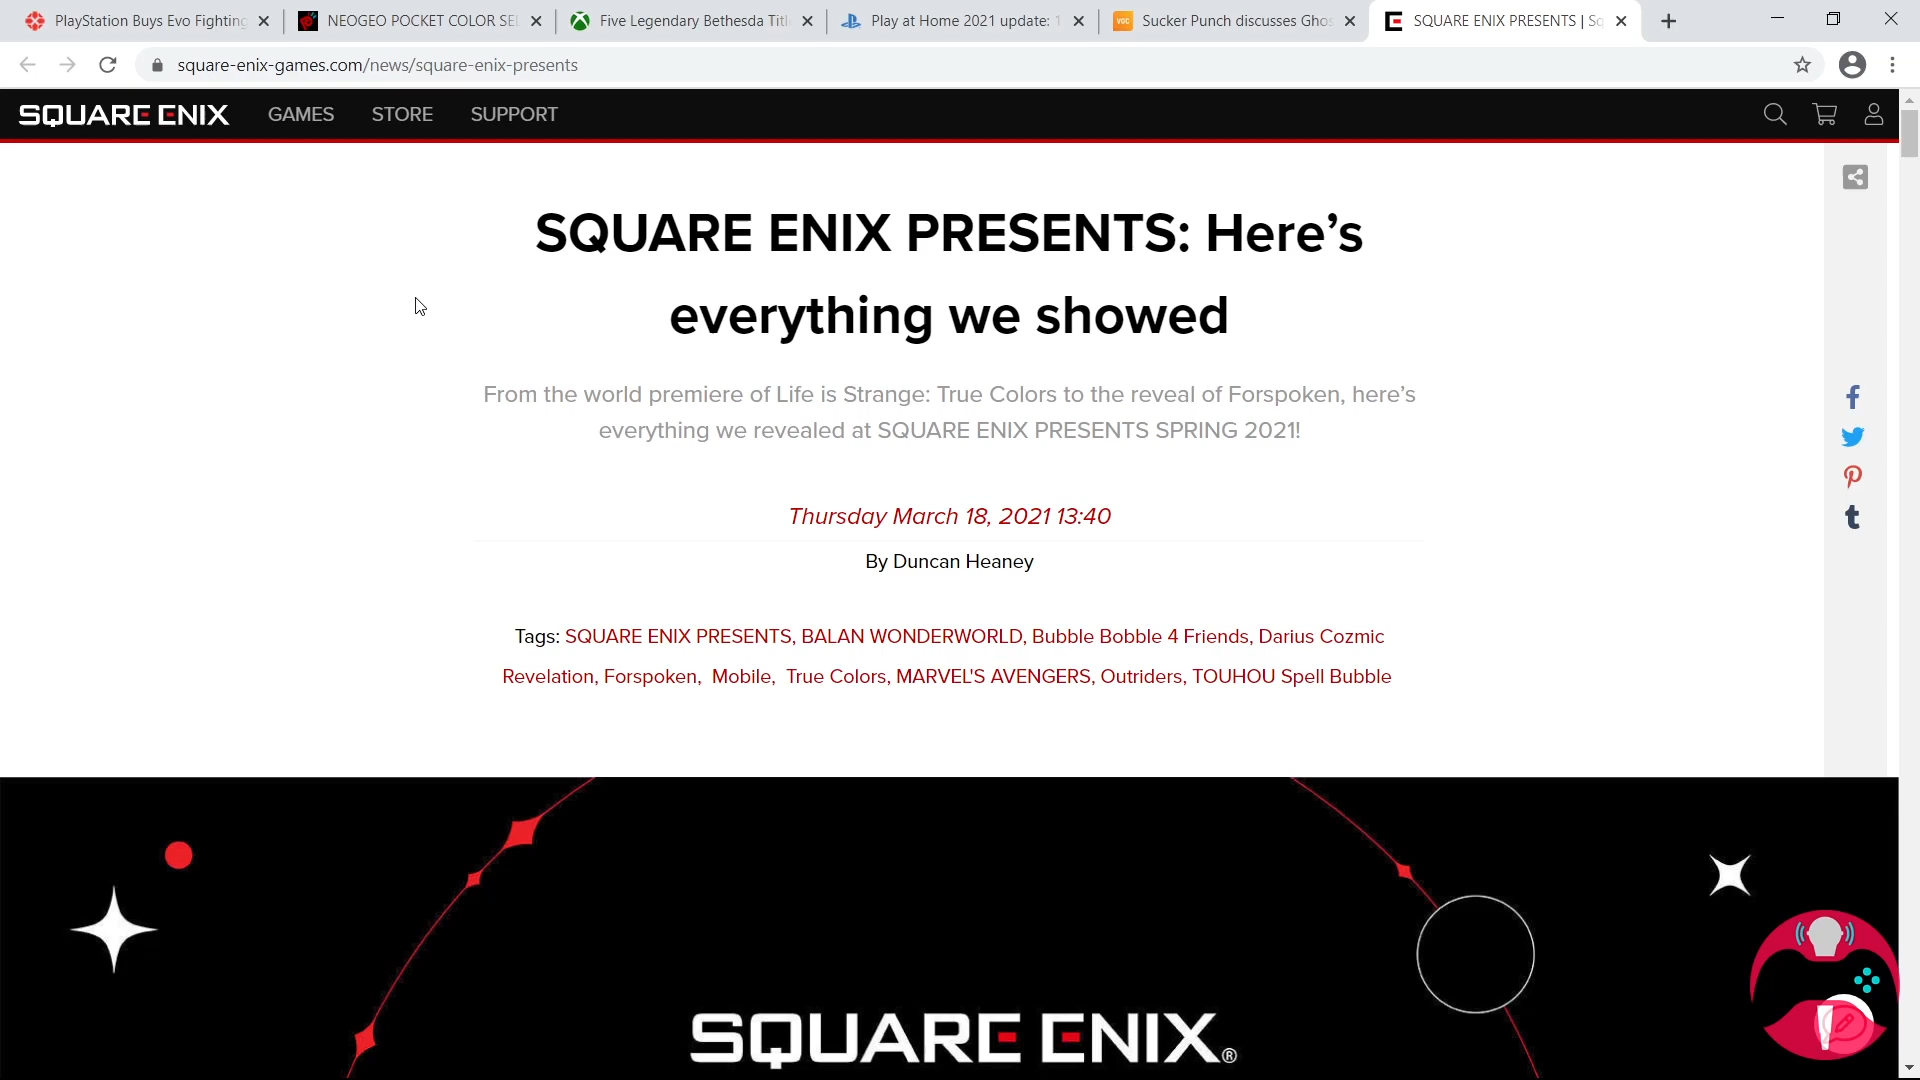 PlayStation Buys Evo Fighting
NEOGEO POCKET COLOR SEL
Five Legendary Bethesda Titl
Play at Home 2021 update: 1
VGC
Sucker Punch discusses Ghos
SQUARE ENIX PRESENTS | Sq
square-enix-games.com/news/square-enix-presents
SQUARE ENIX
GAMES
STORE
SUPPORT
SQUARE ENIX PRESENTS: Here’s
everything we showed
From the world premiere of Life is Strange: True Colors to the reveal of Forspoken, here’s
everything we revealed at SQUARE ENIX PRESENTS SPRING 2021!
Thursday March 18, 2021 13:40
By Duncan Heaney
Tags: SQUARE ENIX PRESENTS, BALAN WONDERWORLD, Bubble Bobble 4 Friends, Darius Cozmic
Revelation, Forspoken, Mobile, True Colors, MARVEL'S AVENGERS, Outriders, TOUHOU Spell Bubble
SQUARE ENIX®